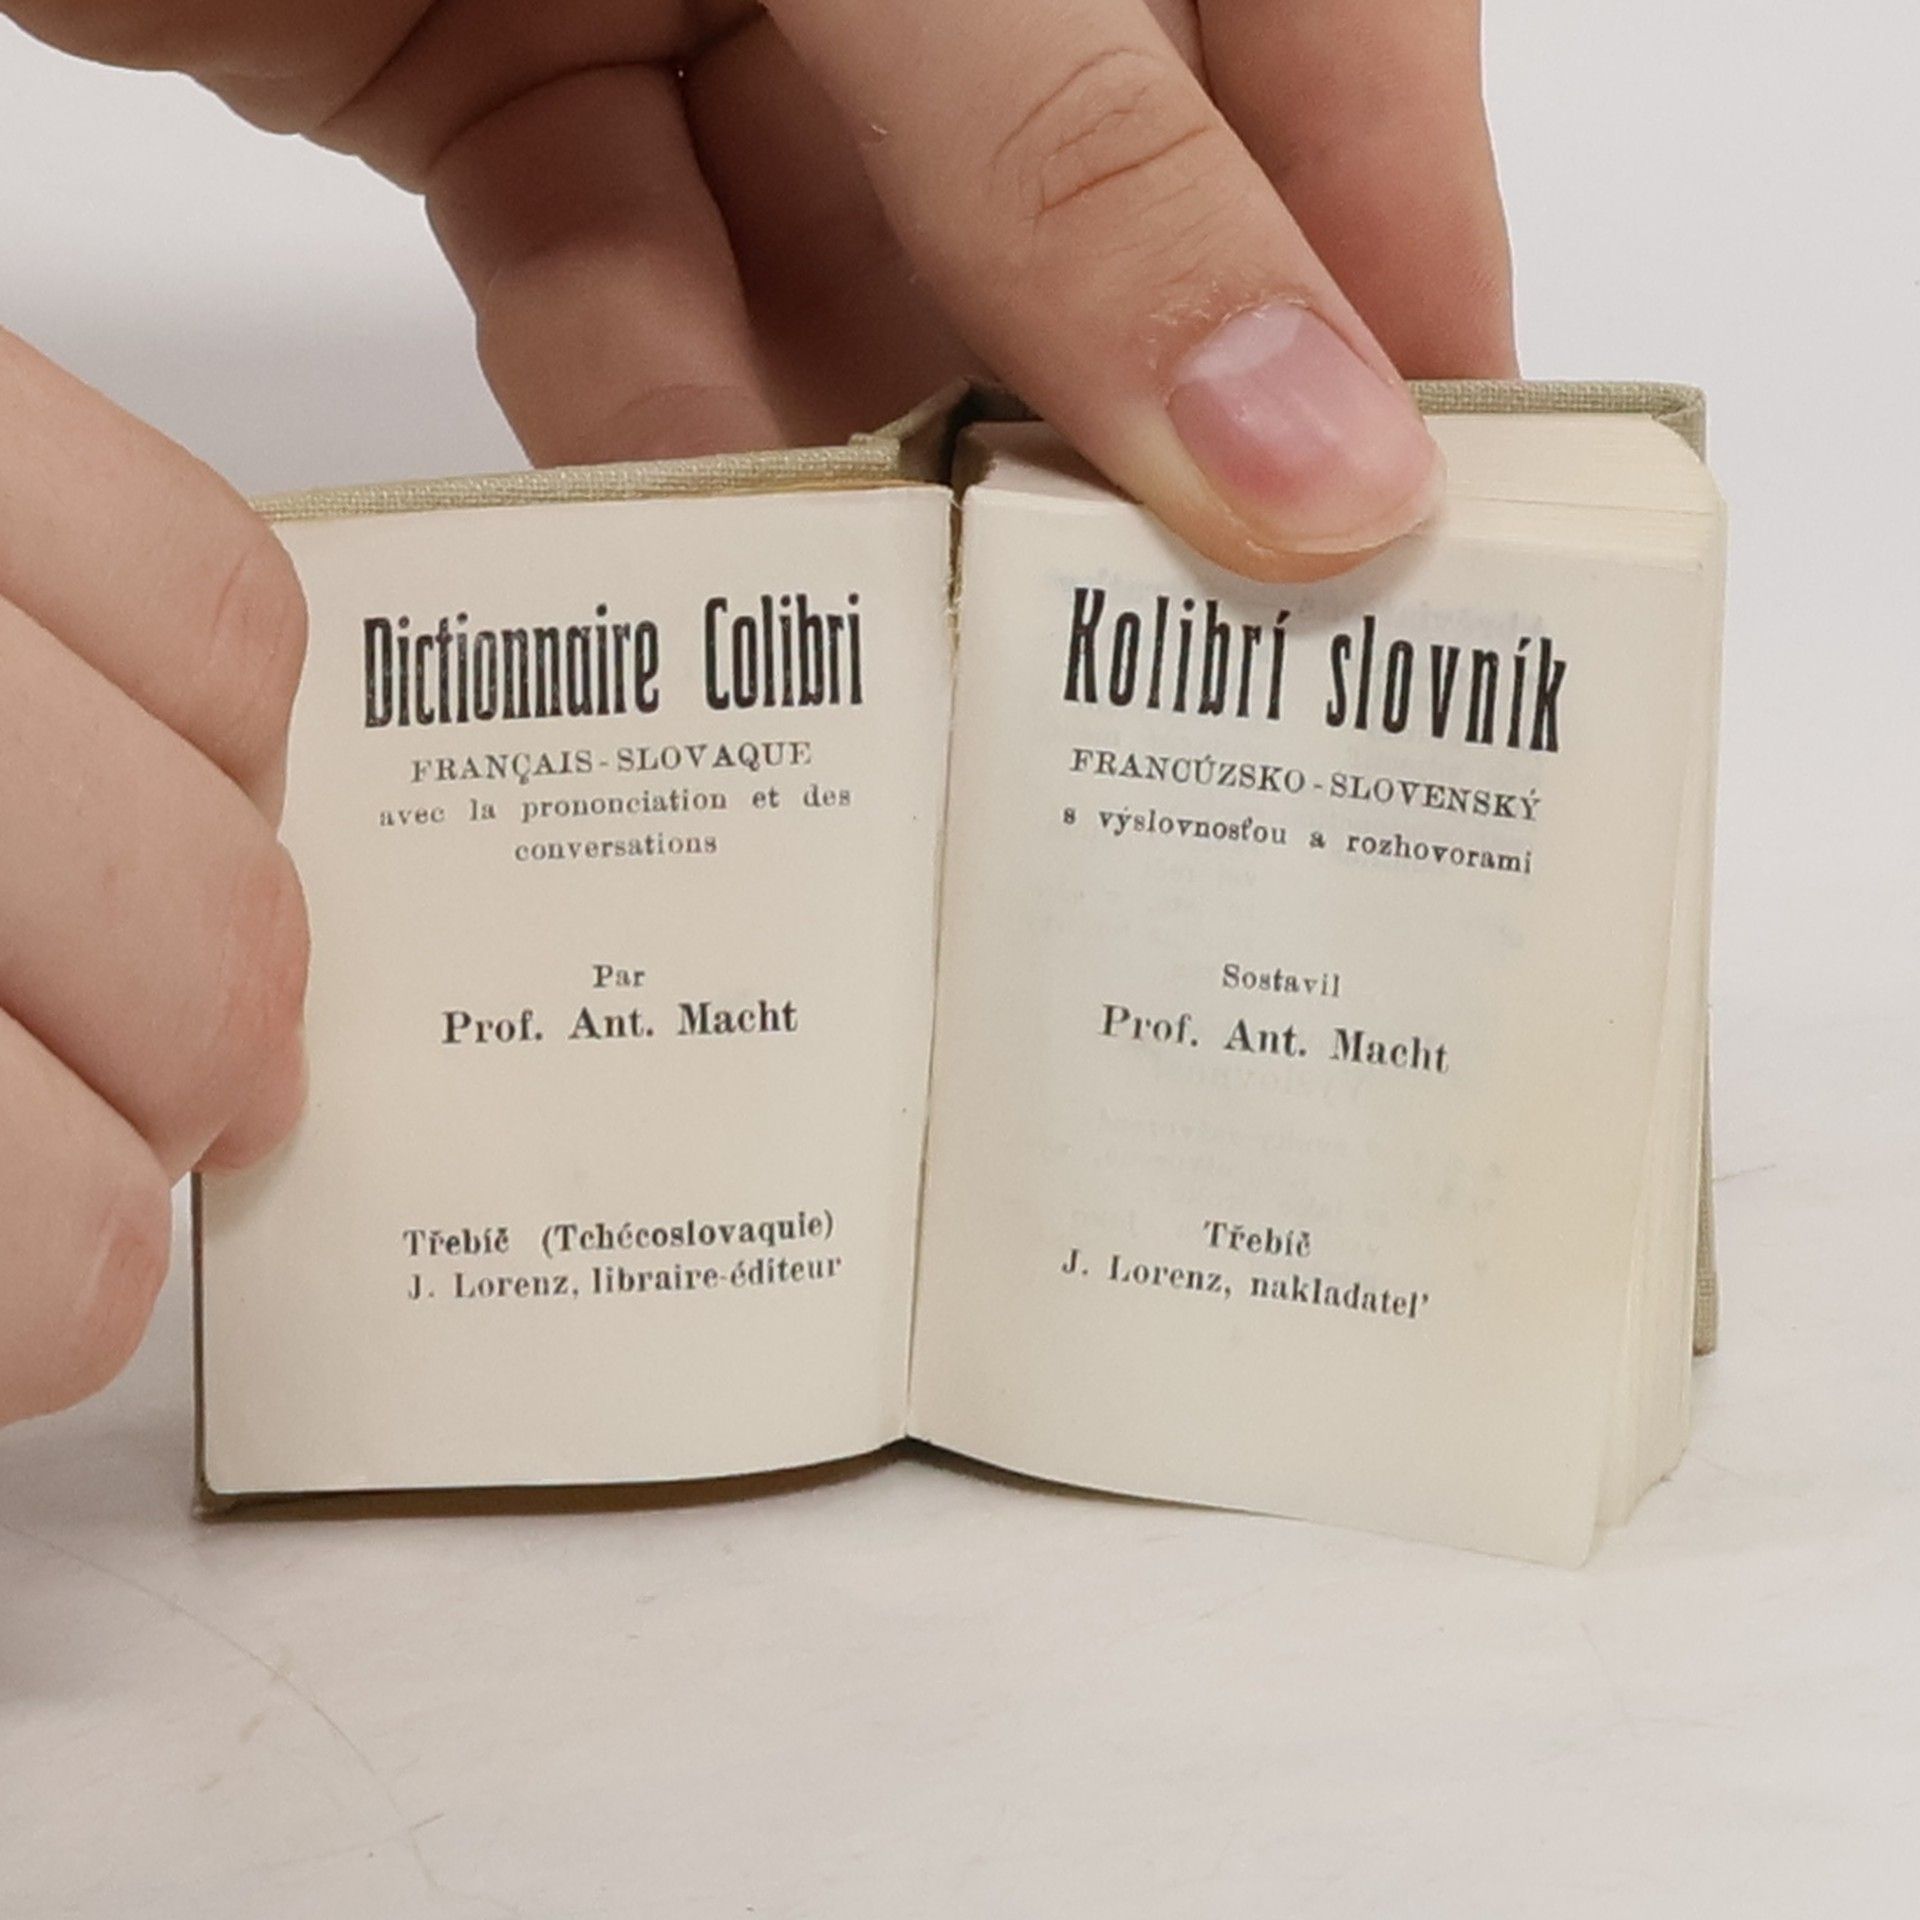 Dictionnaire Colibri
FRANÇAIS-SLOVAQUE
avec la prononciation et des
conversations
Par
Prof. Ant. Macht
Třebíč (Tchécoslovaquie)
J. Lorenz, libraire-éditeur
Kolibrí slovník
FRANCÚZSKO-SLOVENSKÝ
s výslovnosťou a rozhovorami
Sostavil
Prof. Ant. Macht
Třebíč
J. Lorenz, nakladateľ